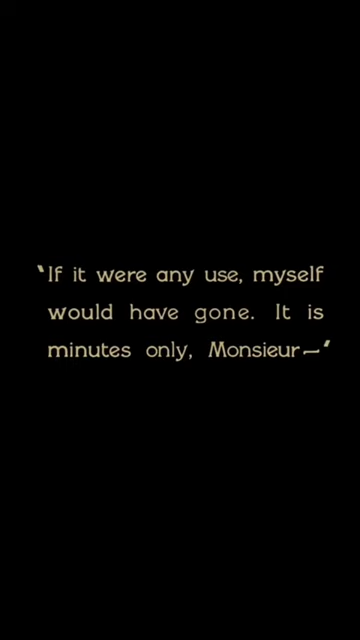 ‘If it were any use, myself
would have gone. It is
minutes only, Monsieur—’